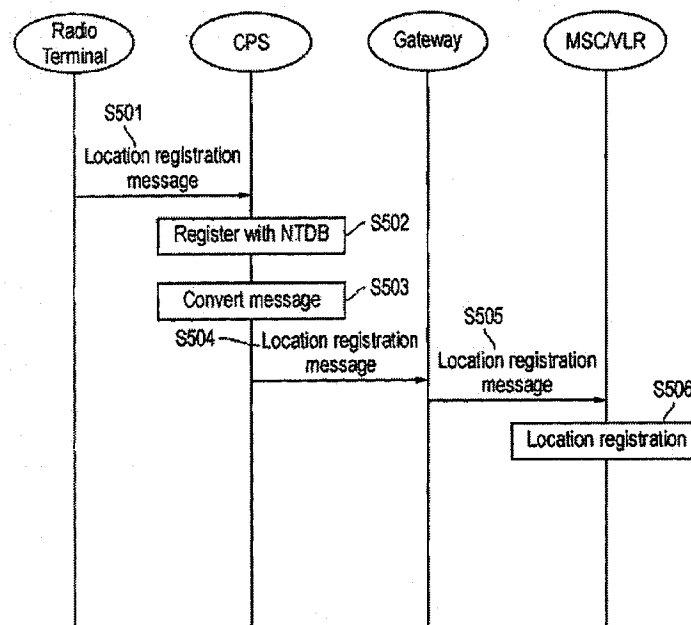 Radio
Terminal
CPS
Gateway
MSC/VLR
S501
Location registration
message
Register with NTDB
S502
Convert message
S503
S504
Location registration
message
S505
Location registration
message
S506
Location registration